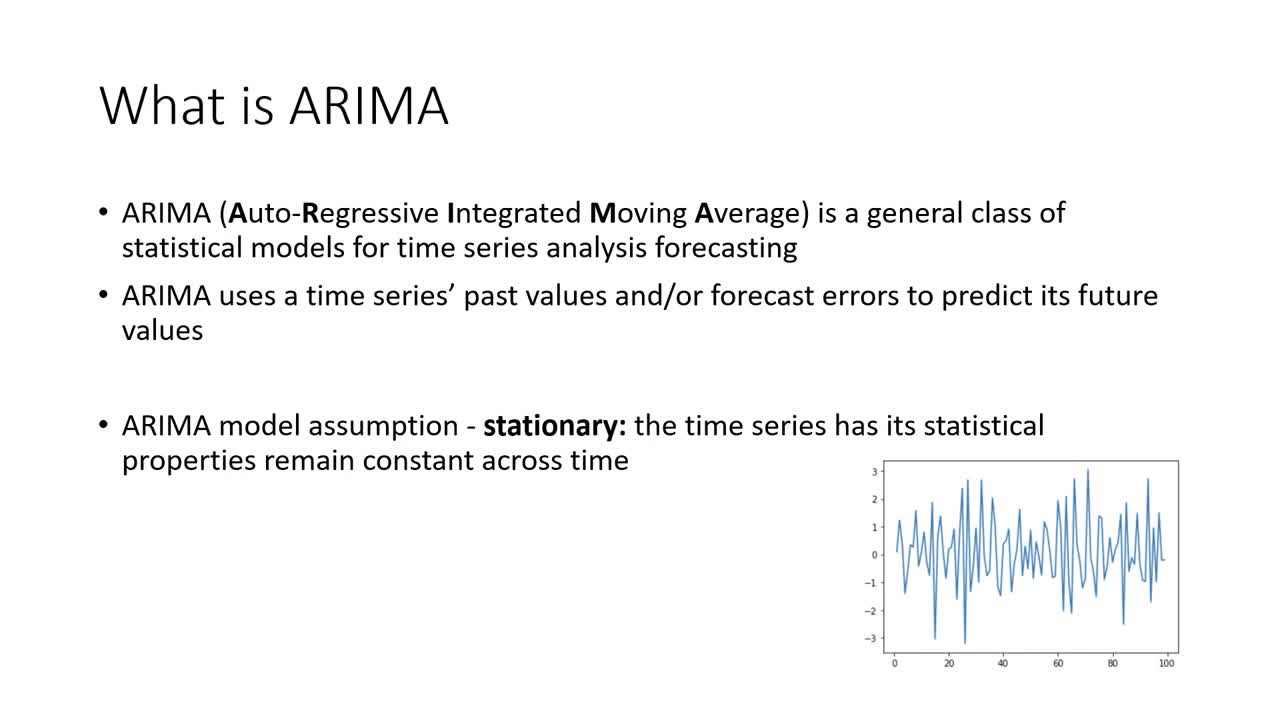 What is ARIMA
• ARIMA (Auto-Regressive Integrated Moving Average) is a general class of
statistical models for time series analysis forecasting
• ARIMA uses a time series’ past values and/or forecast errors to predict its future
values
• ARIMA model assumption - stationary: the time series has its statistical
properties remain constant across time
3
2
1
0
−1
−2
−3
0 20 40 60 80 100